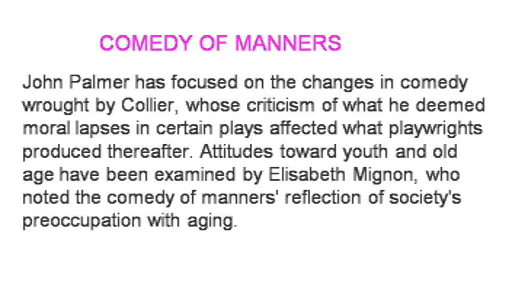 COMEDY OF MANNERS
John Palmer has focused on the changes in comedy
wrought by Collier, whose criticism of what he deemed
moral lapses in certain plays affected what playwrights
produced thereafter. Attitudes toward youth and old
age have been examined by Elisabeth Mignon, who
noted the comedy of manners' reflection of society's
preoccupation with aging.